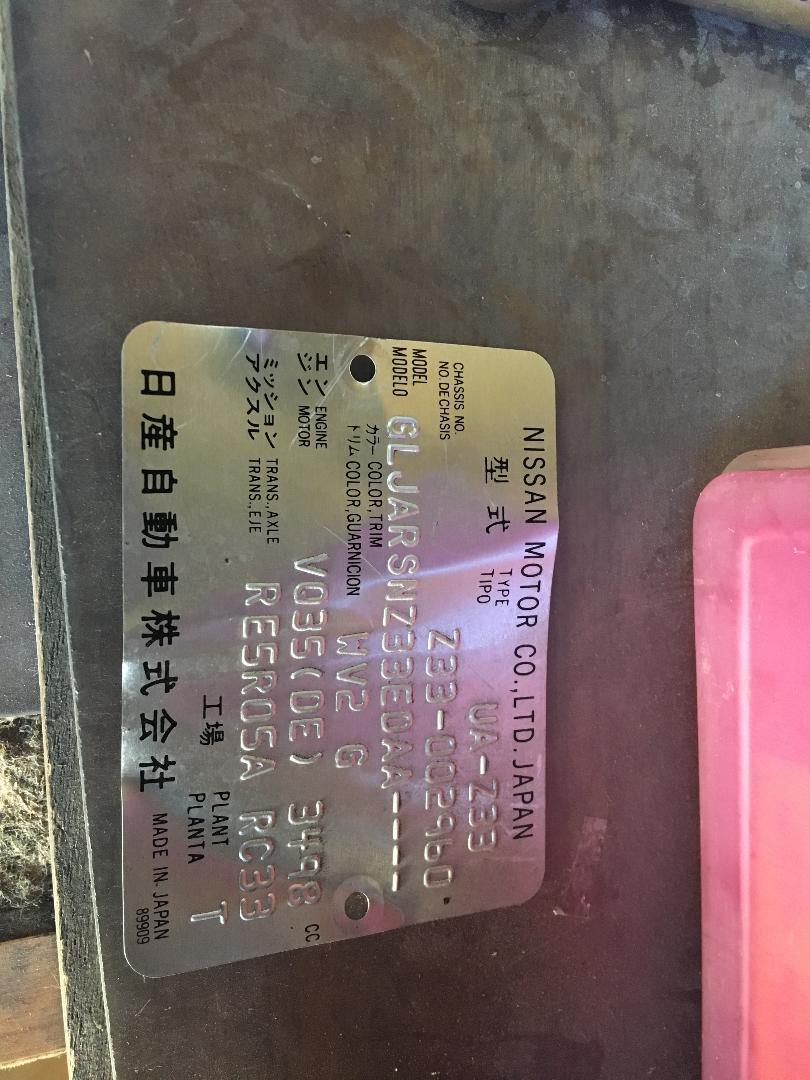 NISSAN MOTOR CO.,LTD. JAPAN
型式 TYPE TIPO UA-Z33
CHASSIS NO. NO. DE CHASIS Z33-002960
MODEL MODELO GLJARSNZ33EDAA----
カラートリム COLOR,TRIM COLOR,GUARNICION WV2 G
エンジン ENGINE MOTOR VQ35(DE) 3498 CC
ミッションアクスル TRANS.,AXLE TRANS.,EJE RE5R05A RC33
工場 PLANT PLANTA T
日産自動車株式会社 MADE IN JAPAN 89909